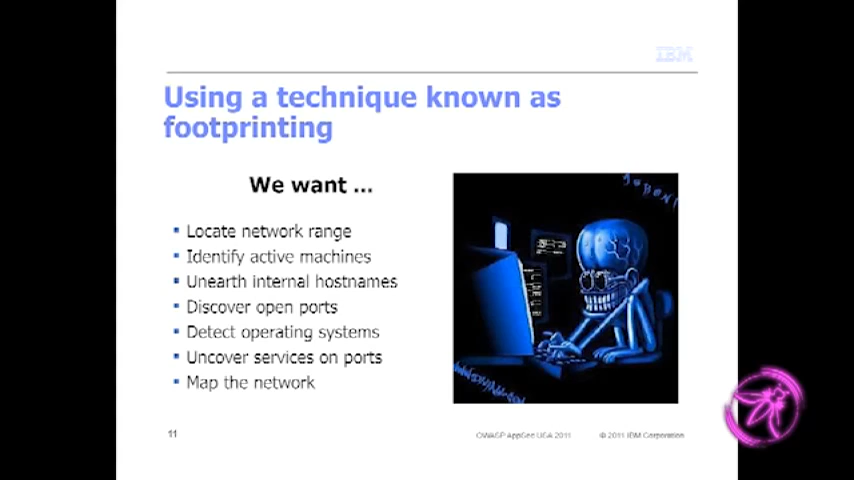 IBM
Using a technique known as
footprinting
We want ...
Locate network range
Identify active machines
Unearth internal hostnames
Discover open ports
Detect operating systems
Uncover services on ports
Map the network
11
OWASP AppSec USA 2011
© 2011 IBM Corporation